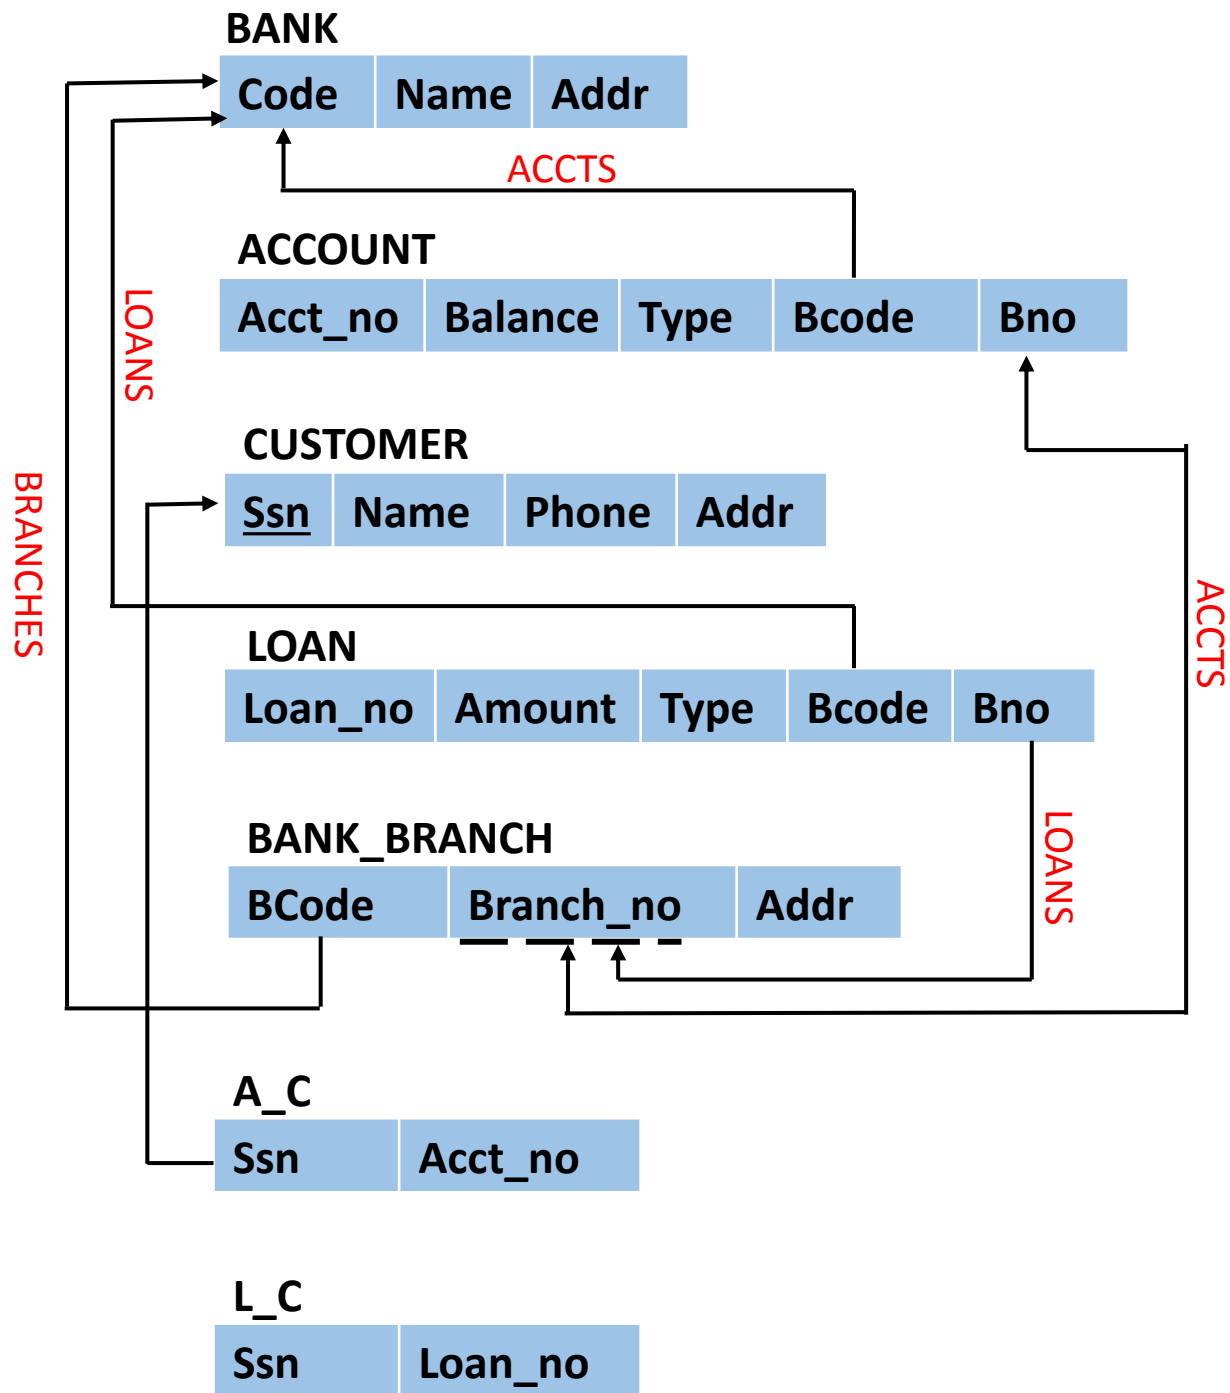 BANK
Code Name Addr
ACCTS
ACCOUNT
Acct_no Balance Type Bcode Bno
LOANS
CUSTOMER
Ssn Name Phone Addr
BRANCHES
ACCTS
LOAN
Loan_no Amount Type Bcode Bno
LOANS
BANK_BRANCH
BCode Branch_no Addr
A_C
Ssn Acct_no
L_C
Ssn Loan_no